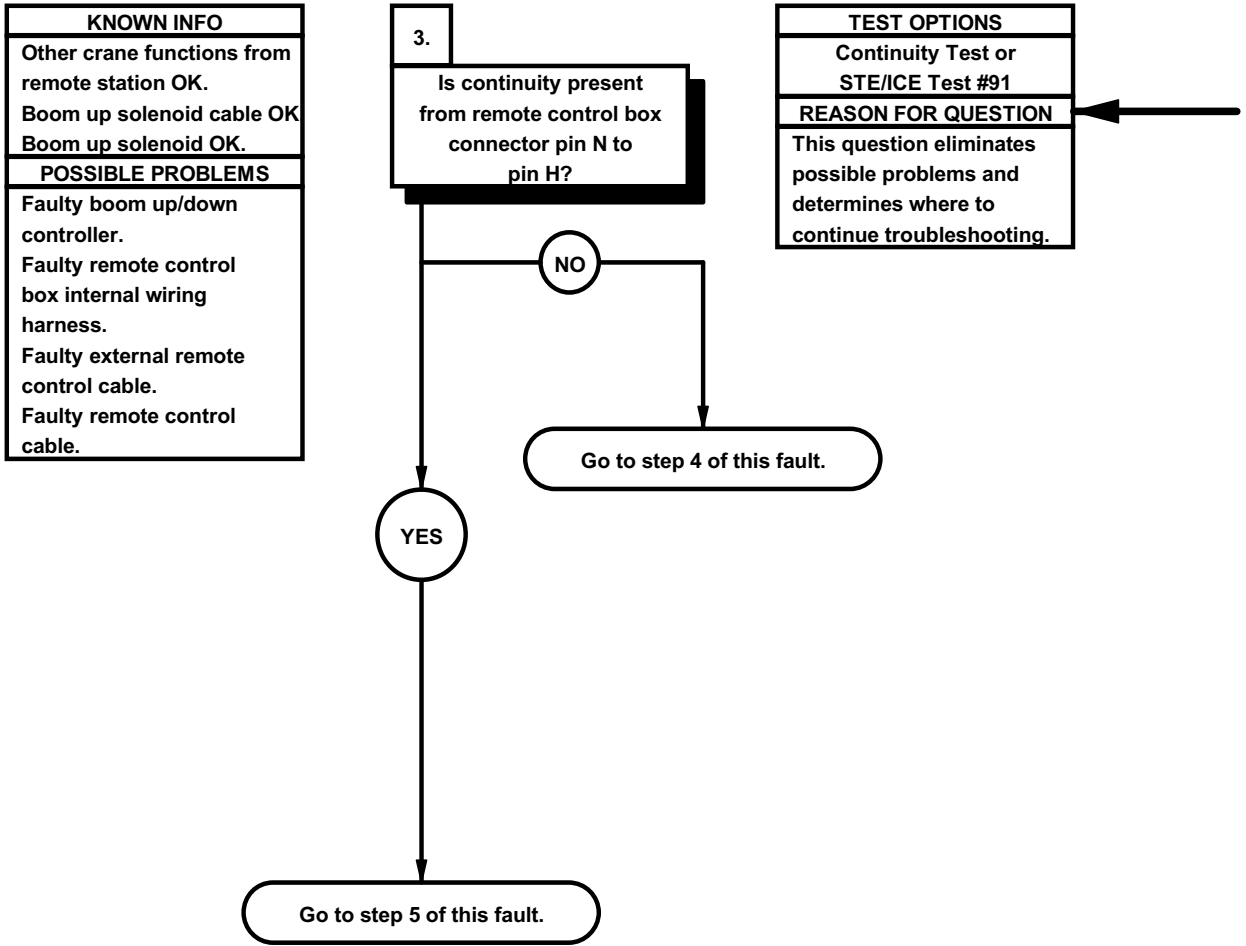 KNOWN INFO
Other crane functions from
remote station OK.
Boom up solenoid cable OK
Boom up solenoid OK.
POSSIBLE PROBLEMS
Faulty boom up/down
controller.
Faulty remote control
box internal wiring
harness.
Faulty external remote
control cable.
Faulty remote control
cable.
3.
Is continuity present
from remote control box
connector pin N to
pin H?
TEST OPTIONS
Continuity Test or
STE/ICE Test #91
REASON FOR QUESTION
This question eliminates
possible problems and
determines where to
continue troubleshooting.
NO
Go to step 4 of this fault.
YES
Go to step 5 of this fault.